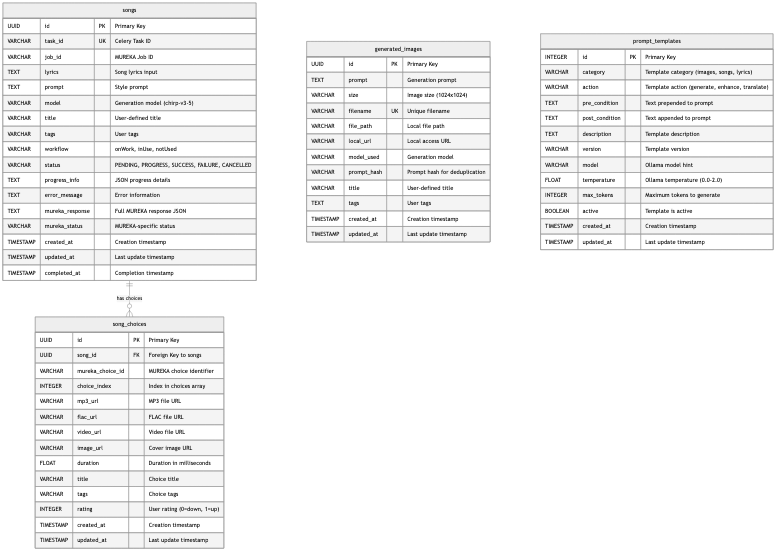 songs
UUID id PK Primary Key
VARCHAR task_id UK Celery Task ID
VARCHAR job_id MUREKA Job ID
TEXT lyrics Song lyrics input
TEXT prompt Style prompt
VARCHAR model Generation model (chirp-v3-5)
VARCHAR title User-defined title
VARCHAR tags User tags
VARCHAR workflow onWork, inUse, notUsed
VARCHAR status PENDING, PROGRESS, SUCCESS, FAILURE, CANCELLED
TEXT progress_info JSON progress details
TEXT error_message Error information
TEXT mureka_response Full MUREKA response JSON
VARCHAR mureka_status MUREKA-specific status
TIMESTAMP created_at Creation timestamp
TIMESTAMP updated_at Last update timestamp
TIMESTAMP completed_at Completion timestamp
has choices
song_choices
UUID id PK Primary Key
UUID song_id FK Foreign Key to songs
VARCHAR mureka_choice_id MUREKA choice identifier
INTEGER choice_index Index in choices array
VARCHAR mp3_url MP3 file URL
VARCHAR flac_url FLAC file URL
VARCHAR video_url Video file URL
VARCHAR image_url Cover image URL
FLOAT duration Duration in milliseconds
VARCHAR title Choice title
VARCHAR tags Choice tags
INTEGER rating User rating (0=down, 1=up)
TIMESTAMP created_at Creation timestamp
TIMESTAMP updated_at Last update timestamp
generated_images
UUID id PK Primary Key
TEXT prompt Generation prompt
VARCHAR size Image size (1024x1024)
VARCHAR filename UK Unique filename
VARCHAR file_path Local file path
VARCHAR local_url Local access URL
VARCHAR model_used Generation model
VARCHAR prompt_hash Prompt hash for deduplication
VARCHAR title User-defined title
TEXT tags User tags
TIMESTAMP created_at Creation timestamp
TIMESTAMP updated_at Last update timestamp
prompt_templates
INTEGER id PK Primary Key
VARCHAR category Template category (images, songs, lyrics)
VARCHAR action Template action (generate, enhance, translate)
TEXT pre_condition Text prepended to prompt
TEXT post_condition Text appended to prompt
TEXT description Template description
VARCHAR version Template version
VARCHAR model Ollama model hint
FLOAT temperature Ollama temperature (0.0-2.0)
INTEGER max_tokens Maximum tokens to generate
BOOLEAN active Template is active
TIMESTAMP created_at Creation timestamp
TIMESTAMP updated_at Last update timestamp